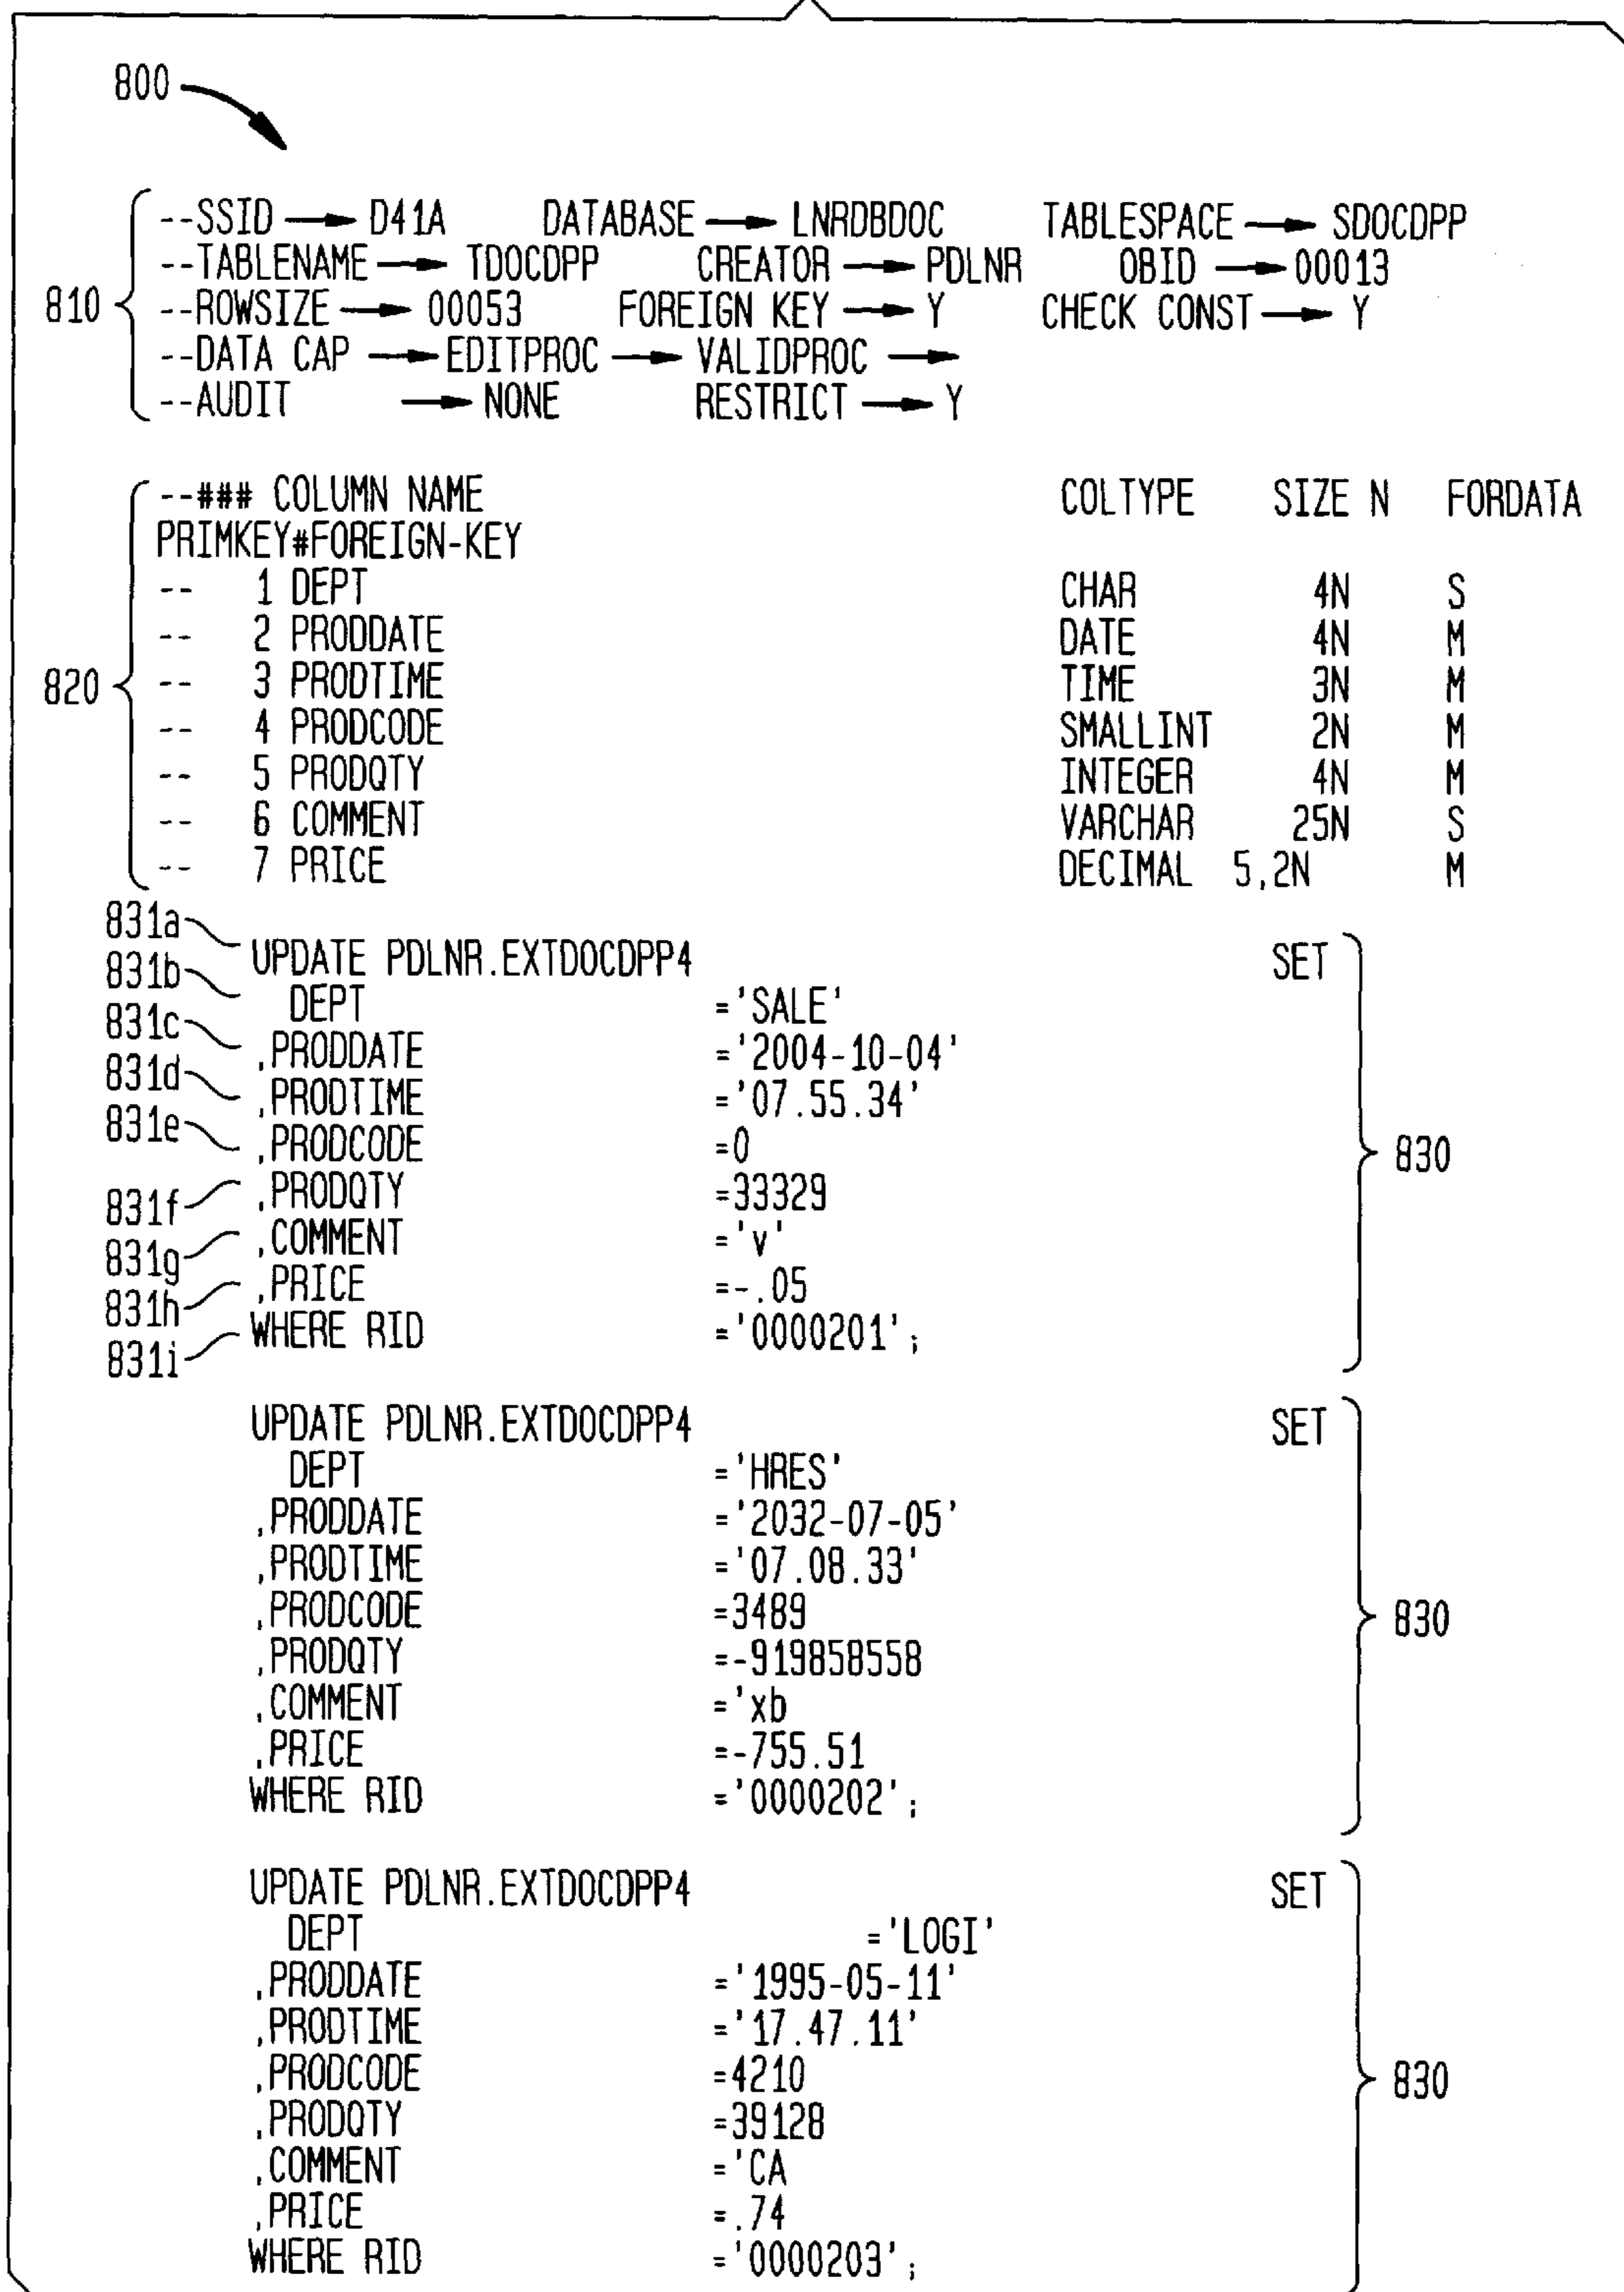 800
--SSID → D41A DATABASE → LNRDBDOC TABLESPACE → SDOCDPP
--TABLENAME → TDOCDPP CREATOR → PDLNR OBID → 00013
810 --ROWSIZE → 00053 FOREIGN KEY → Y CHECK CONST → Y
--DATA CAP → EDITPROC → VALIDPROC →
--AUDIT → NONE RESTRICT → Y
--### COLUMN NAME COLTYPE SIZE N FORDATA
PRIMKEY#FOREIGN-KEY
-- 1 DEPT CHAR 4N S
-- 2 PRODDATE DATE 4N M
820 -- 3 PRODTIME TIME 3N M
-- 4 PRODCODE SMALLINT 2N M
-- 5 PRODQTY INTEGER 4N M
-- 6 COMMENT VARCHAR 25N S
-- 7 PRICE DECIMAL 5,2N M
831a UPDATE PDLNR.EXTDOCDPP4 SET
831b DEPT ='SALE'
831c ,PRODDATE ='2004-10-04'
831d ,PRODTIME ='07.55.34'
831e ,PRODCODE =0 830
831f ,PRODQTY =33329
831g ,COMMENT ='v'
831h ,PRICE =-.05
831i WHERE RID ='0000201';
UPDATE PDLNR.EXTDOCDPP4 SET
DEPT ='HRES'
,PRODDATE ='2032-07-05'
,PRODTIME ='07.08.33'
,PRODCODE =3489 830
,PRODQTY =-919858558
,COMMENT ='xb
,PRICE =-755.51
WHERE RID ='0000202';
UPDATE PDLNR.EXTDOCDPP4 SET
DEPT ='LOGI'
,PRODDATE ='1995-05-11'
,PRODTIME ='17.47.11'
,PRODCODE =4210 830
,PRODQTY =39128
,COMMENT ='CA
,PRICE =.74
WHERE RID ='0000203';